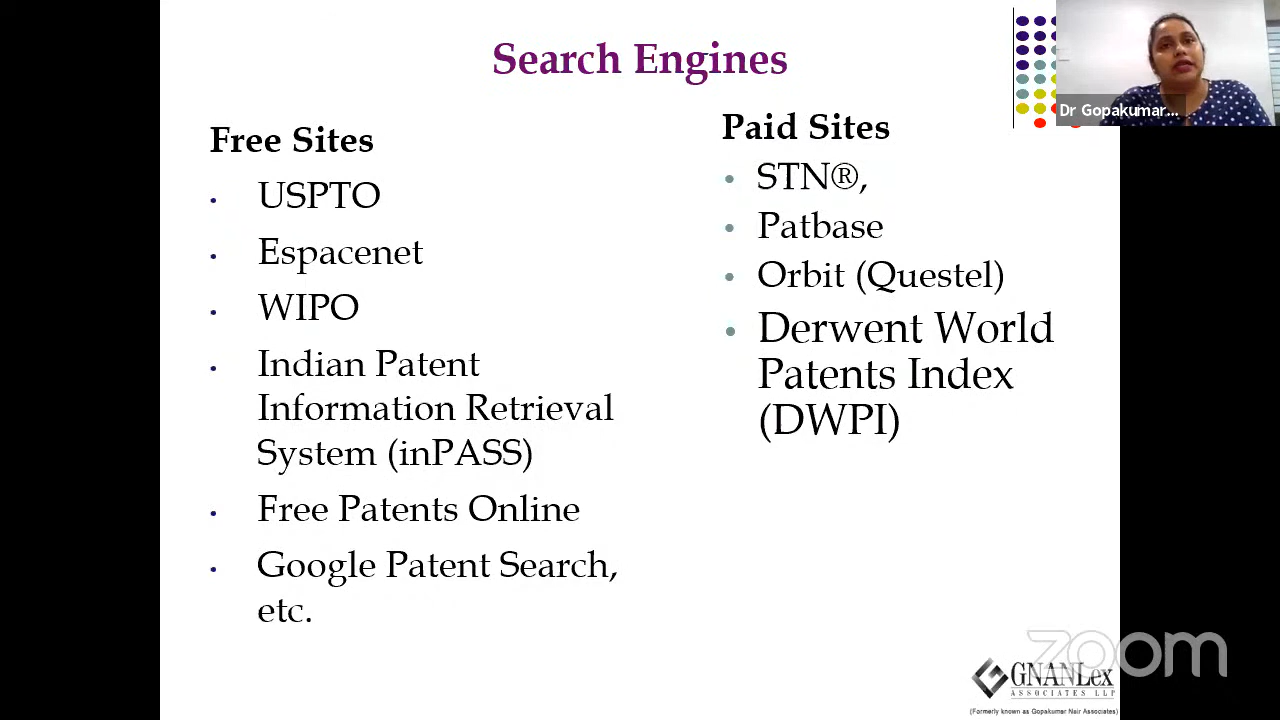 Search Engines
Free Sites
• USPTO
• Espacenet
• WIPO
• Indian Patent
Information Retrieval
System (inPASS)
• Free Patents Online
• Google Patent Search,
etc.
Paid Sites
• STN®,
• Patbase
• Orbit (Questel)
• Derwent World
Patents Index
(DWPI)
Dr Gopakumar...
zoom
GNANLex
ASSOCIATES LLP
(Formerly known as Gopakumar Nair Associates)